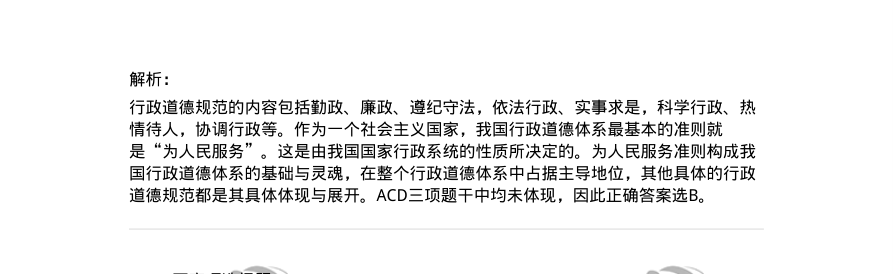 解析：
行政道德规范的内容包括勤政、廉政、遵纪守法，依法行政、实事求是，科学行政、热
情待人，协调行政等。作为一个社会主义国家，我国行政道德体系最基本的准则就
是“为人民服务”。这是由我国国家行政系统的性质所决定的。为人民服务准则构成我
国行政道德体系的基础与灵魂，在整个行政道德体系中占据主导地位，其他具体的行政
道德规范都是其具体体现与展开。ACD三项题干中均未体现，因此正确答案选B。